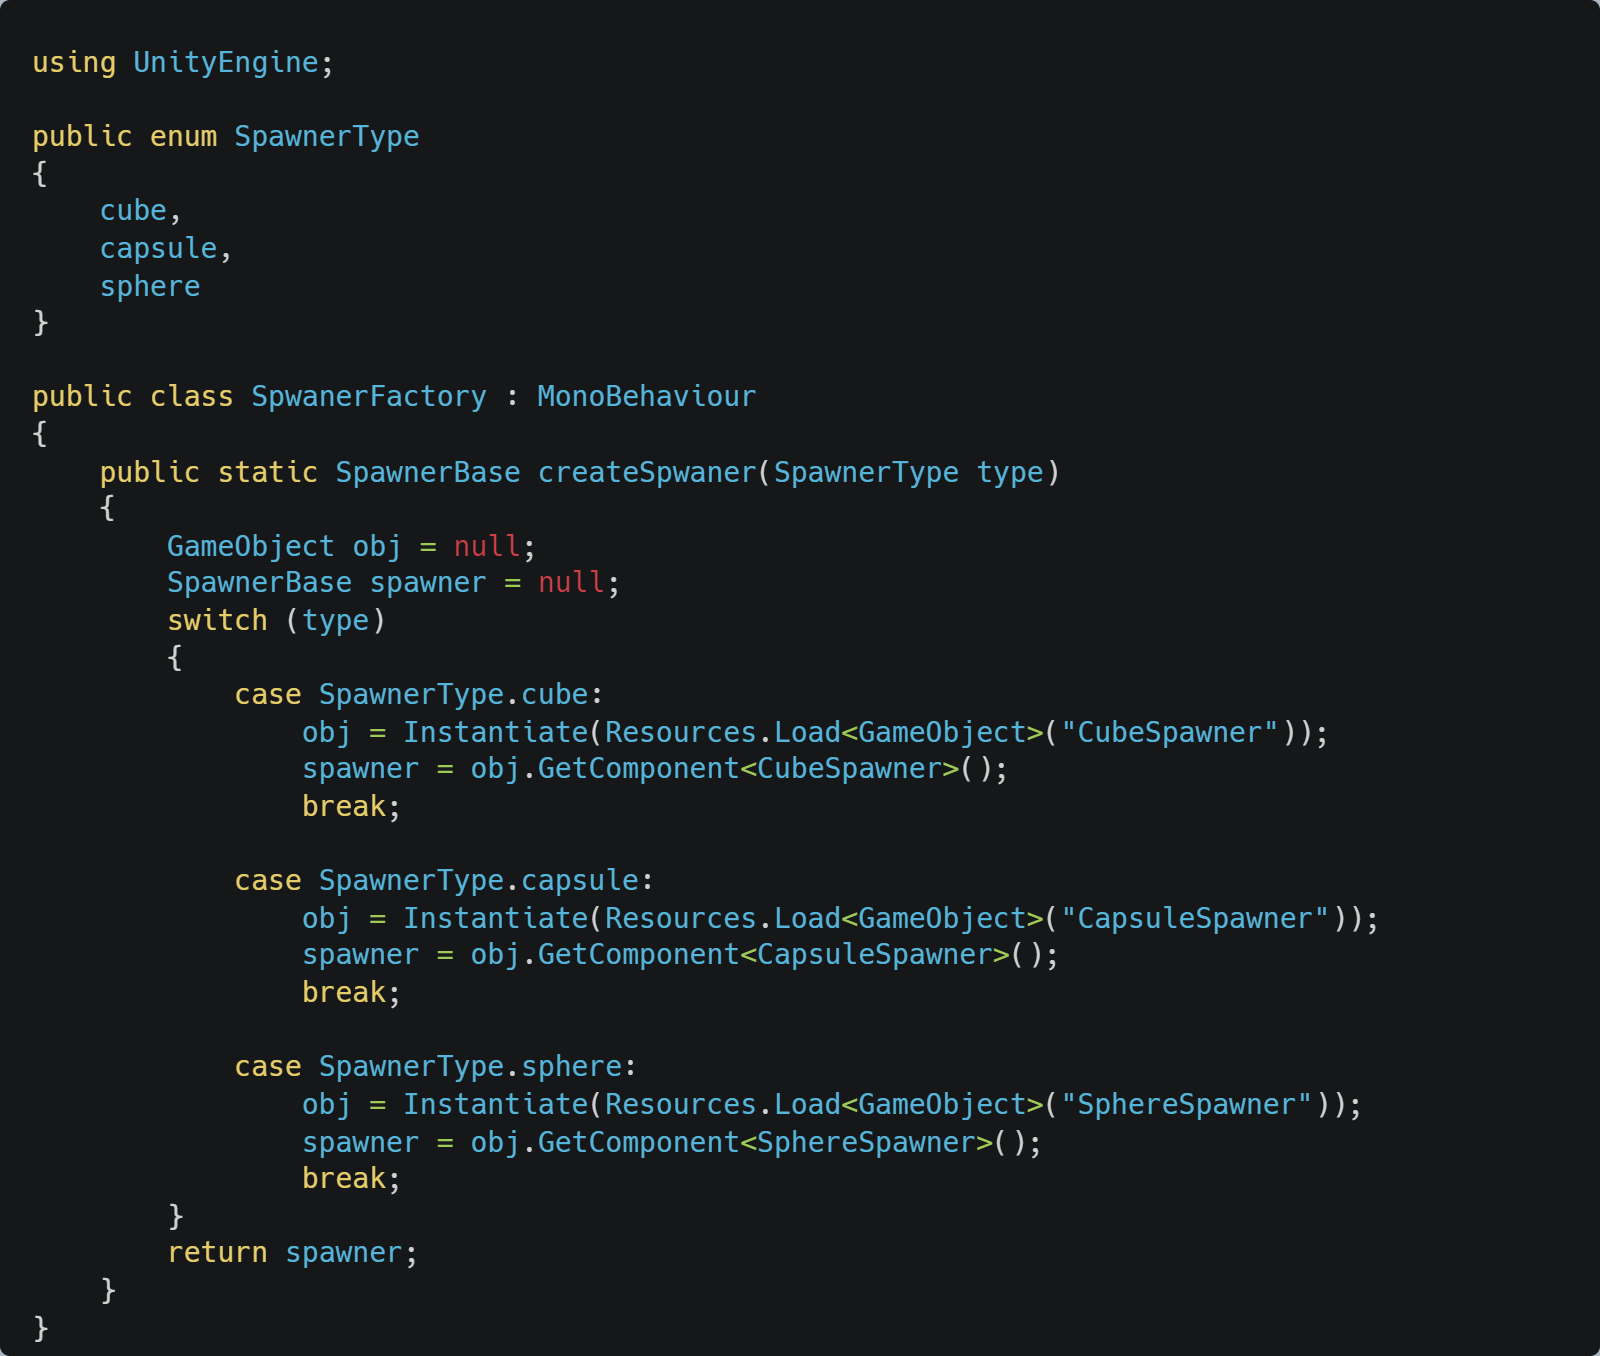 using UnityEngine;

public enum SpawnerType
{
    cube,
    capsule,
    sphere
}

public class SpwanerFactory : MonoBehaviour
{
    public static SpawnerBase createSpwaner(SpawnerType type)
    {
        GameObject obj = null;
        SpawnerBase spawner = null;
        switch (type)
        {
            case SpawnerType.cube:
                obj = Instantiate(Resources.Load<GameObject>("CubeSpawner"));
                spawner = obj.GetComponent<CubeSpawner>();
                break;

            case SpawnerType.capsule:
                obj = Instantiate(Resources.Load<GameObject>("CapsuleSpawner"));
                spawner = obj.GetComponent<CapsuleSpawner>();
                break;

            case SpawnerType.sphere:
                obj = Instantiate(Resources.Load<GameObject>("SphereSpawner"));
                spawner = obj.GetComponent<SphereSpawner>();
                break;
        }
        return spawner;
    }
}